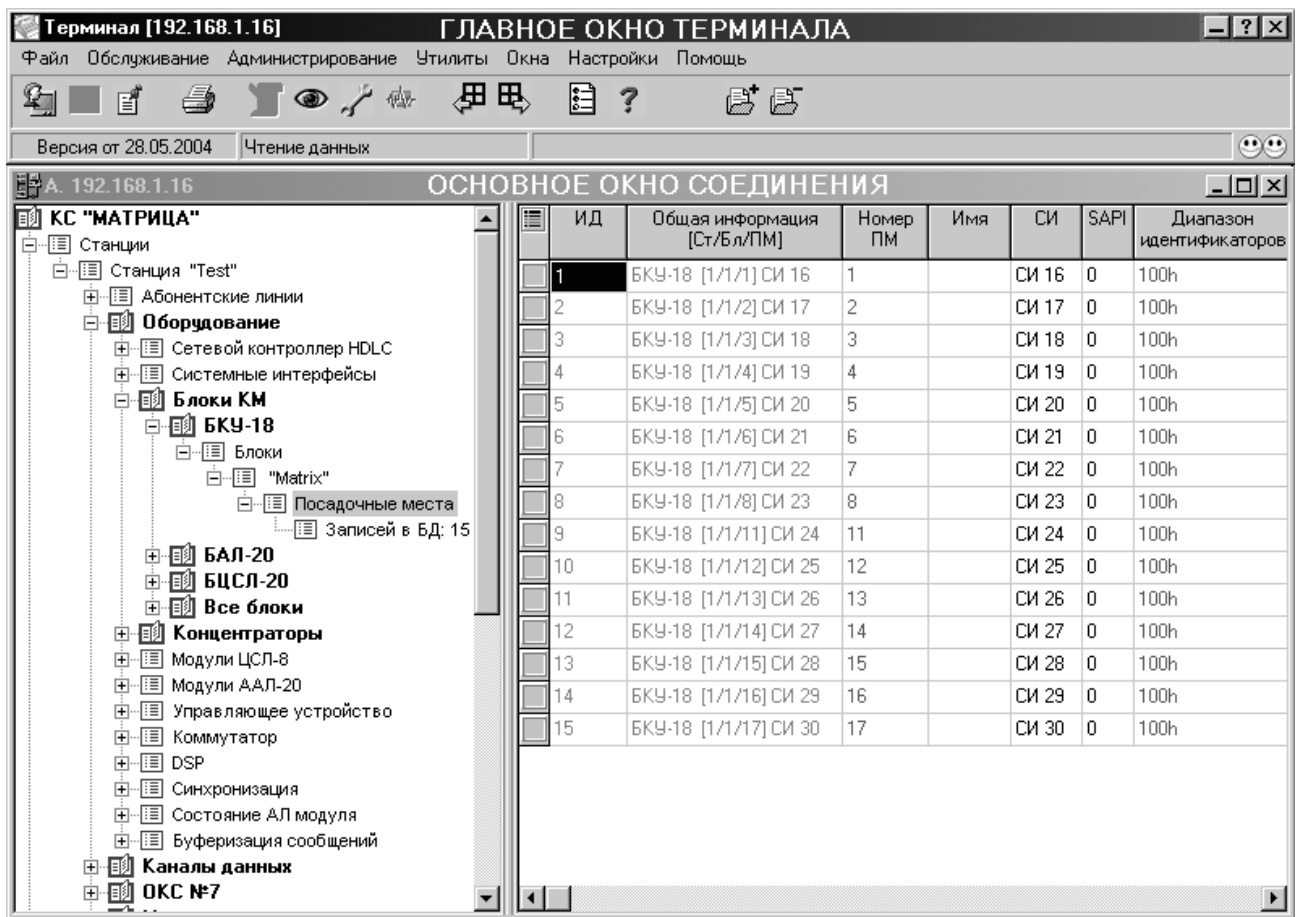 Терминал [192.168.1.16] ГЛАВНОЕ ОКНО ТЕРМИНАЛА
Файл Обслуживание Администрирование Утилиты Окна Настройки Помощь
Версия от 28.05.2004 Чтение данных
А. 192.168.1.16 ОСНОВНОЕ ОКНО СОЕДИНЕНИЯ
КС "МАТРИЦА"
Станции
Станция "Test"
Абонентские линии
Оборудование
Сетевой контроллер HDLC
Системные интерфейсы
Блоки КМ
БКУ-18
Блоки
"Matrix"
Посадочные места
Записей в БД: 15
БАЛ-20
БЦСЛ-20
Все блоки
Концентраторы
Модули ЦСЛ-8
Модули ААЛ-20
Управляющее устройство
Коммутатор
DSP
Синхронизация
Состояние АЛ модуля
Буферизация сообщений
Каналы данных
ОКС №7
ИД Общая информация Номер Имя СИ SAPI Диапазон
[Ст/Бл/ПМ] ПМ идентификаторов
1 БКУ-18 [1/1/1] СИ 16 1 СИ 16 0 100h
2 БКУ-18 [1/1/2] СИ 17 2 СИ 17 0 100h
3 БКУ-18 [1/1/3] СИ 18 3 СИ 18 0 100h
4 БКУ-18 [1/1/4] СИ 19 4 СИ 19 0 100h
5 БКУ-18 [1/1/5] СИ 20 5 СИ 20 0 100h
6 БКУ-18 [1/1/6] СИ 21 6 СИ 21 0 100h
7 БКУ-18 [1/1/7] СИ 22 7 СИ 22 0 100h
8 БКУ-18 [1/1/8] СИ 23 8 СИ 23 0 100h
9 БКУ-18 [1/1/11] СИ 24 11 СИ 24 0 100h
10 БКУ-18 [1/1/12] СИ 25 12 СИ 25 0 100h
11 БКУ-18 [1/1/13] СИ 26 13 СИ 26 0 100h
12 БКУ-18 [1/1/14] СИ 27 14 СИ 27 0 100h
13 БКУ-18 [1/1/15] СИ 28 15 СИ 28 0 100h
14 БКУ-18 [1/1/16] СИ 29 16 СИ 29 0 100h
15 БКУ-18 [1/1/17] СИ 30 17 СИ 30 0 100h